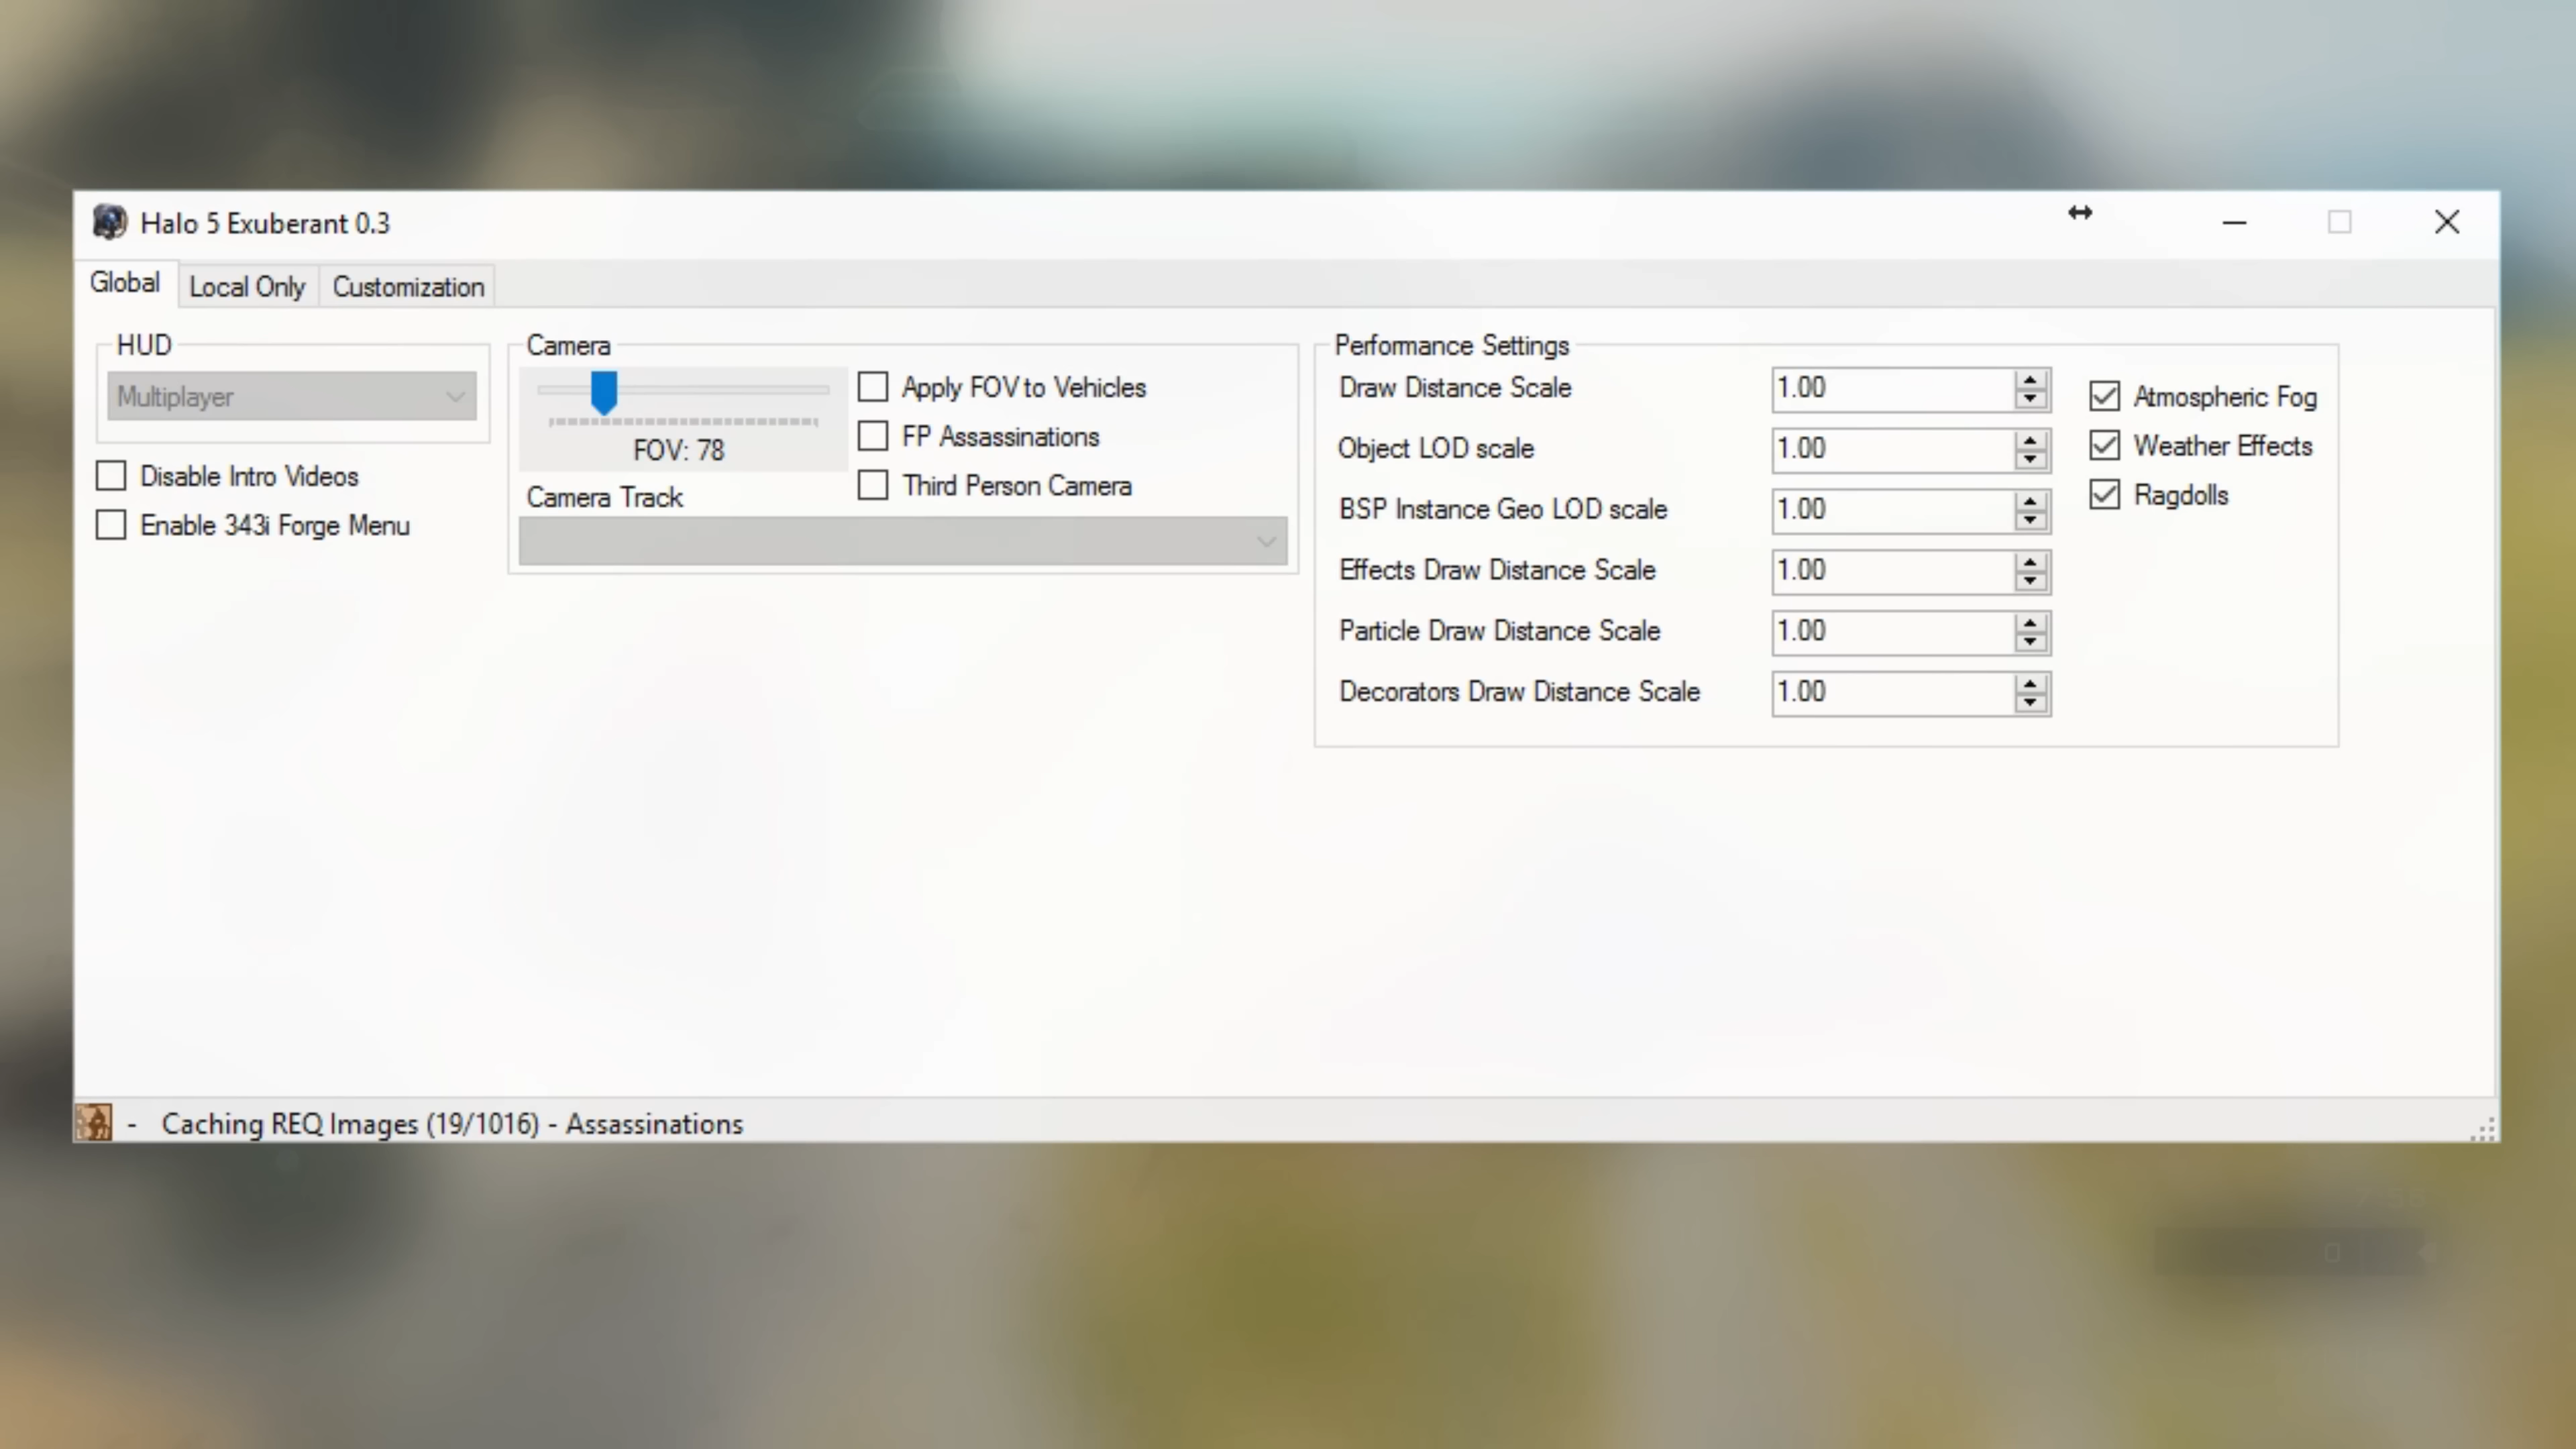 Halo 5 Exuberant 0.3
Global
Local Only
Customization
HUD
Multiplayer
Disable Intro Videos
Enable 343i Forge Menu
Camera
FOV: 78
Apply FOV to Vehicles
FP Assassinations
Third Person Camera
Camera Track
Performance Settings
Draw Distance Scale 1.00
Object LOD scale 1.00
BSP Instance Geo LOD scale 1.00
Effects Draw Distance Scale 1.00
Particle Draw Distance Scale 1.00
Decorators Draw Distance Scale 1.00
Atmospheric Fog
Weather Effects
Ragdolls
- Caching REQ Images (19/1016) - Assassinations